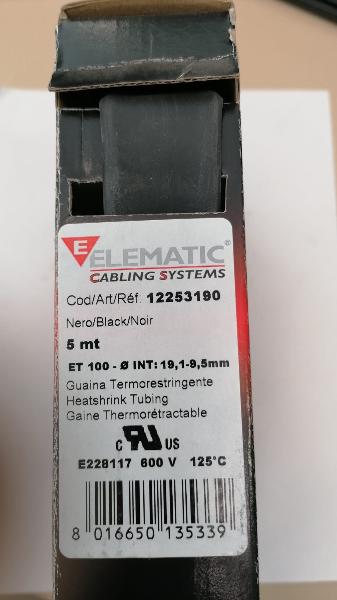 E
ELEMATIC®
CABLING SYSTEMS
Cod/Art/Réf. 12253190
Nero/Black/Noir
5 mt
ET 100 - Ø INT: 19,1-9,5mm
Guaina Termorestringente
Heatshrink Tubing
Gaine Thermorétractable
c RU US
E228117 600 V 125°C
8 016650 135339